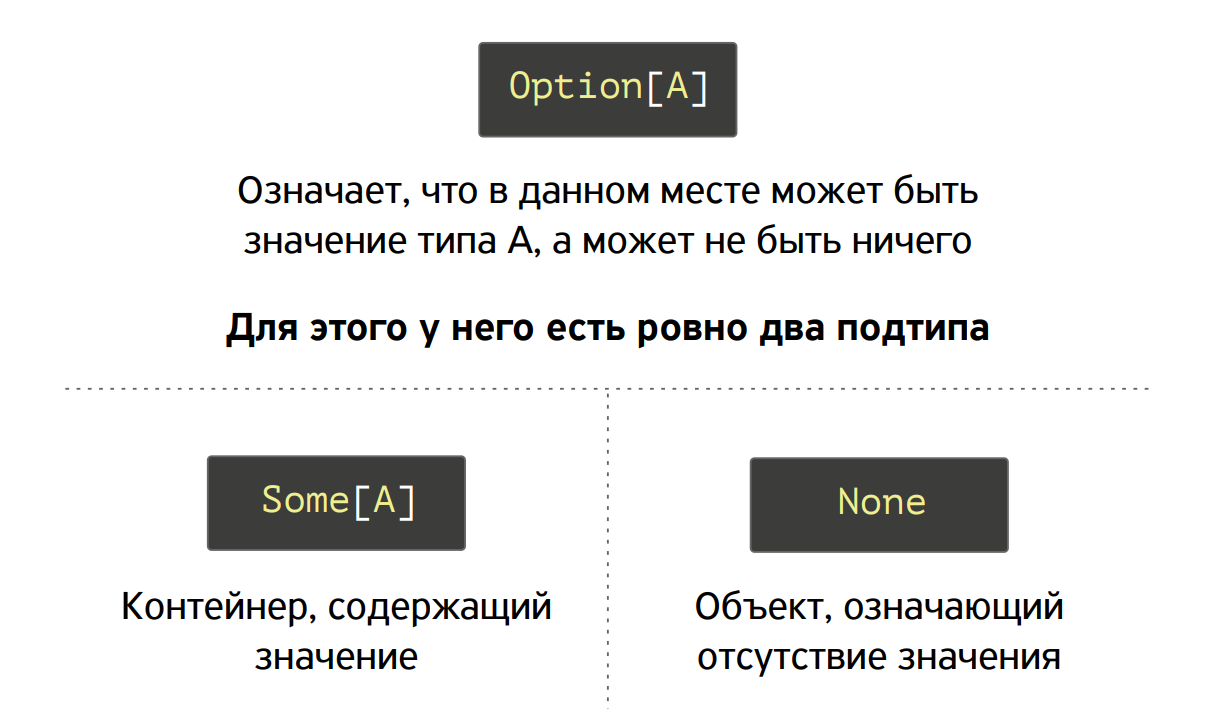 Option[A]
Означает, что в данном месте может быть
значение типа А, а может не быть ничего
Для этого у него есть ровно два подтипа
Some[A]
Контейнер, содержащий
значение
None
Объект, означающий
отсутствие значения